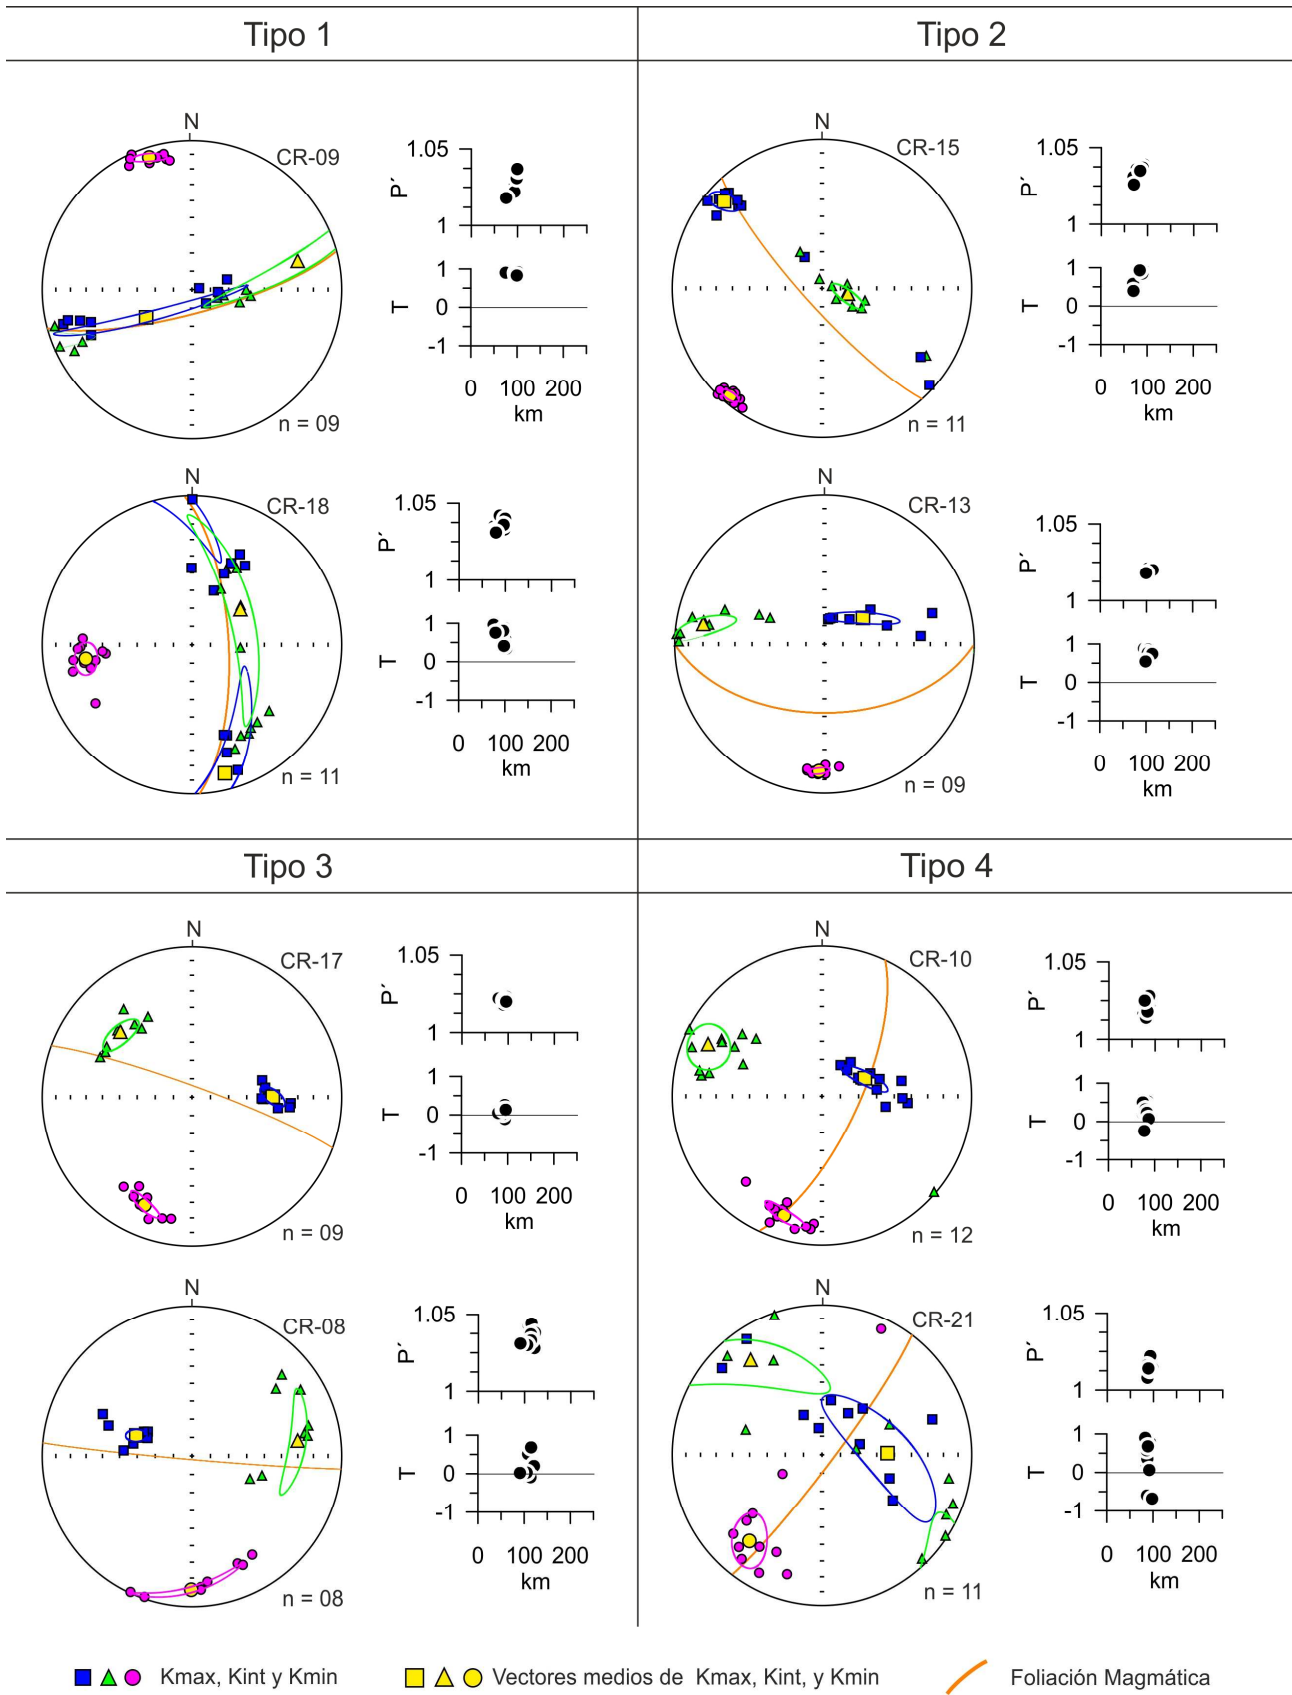 Tipo 1
Tipo 2
N
CR-09
n = 09
1.05
P´
1
1
T 0
-1
0 100 200
km
N
CR-15
n = 11
1.05
P´
1
1
T 0
-1
0 100 200
km
N
CR-18
n = 11
1.05
P´
1
1
T 0
-1
0 100 200
km
N
CR-13
n = 09
1.05
P´
1
1
T 0
-1
0 100 200
km
Tipo 3
Tipo 4
N
CR-17
n = 09
1.05
P´
1
1
T 0
-1
0 100 200
km
N
CR-10
n = 12
1.05
P´
1
1
T 0
-1
0 100 200
km
N
CR-08
n = 08
1.05
P´
1
1
T 0
-1
0 100 200
km
N
CR-21
n = 11
1.05
P´
1
1
T 0
-1
0 100 200
km
Kmax, Kint y Kmin
Vectores medios de Kmax, Kint, y Kmin
Foliación Magmática